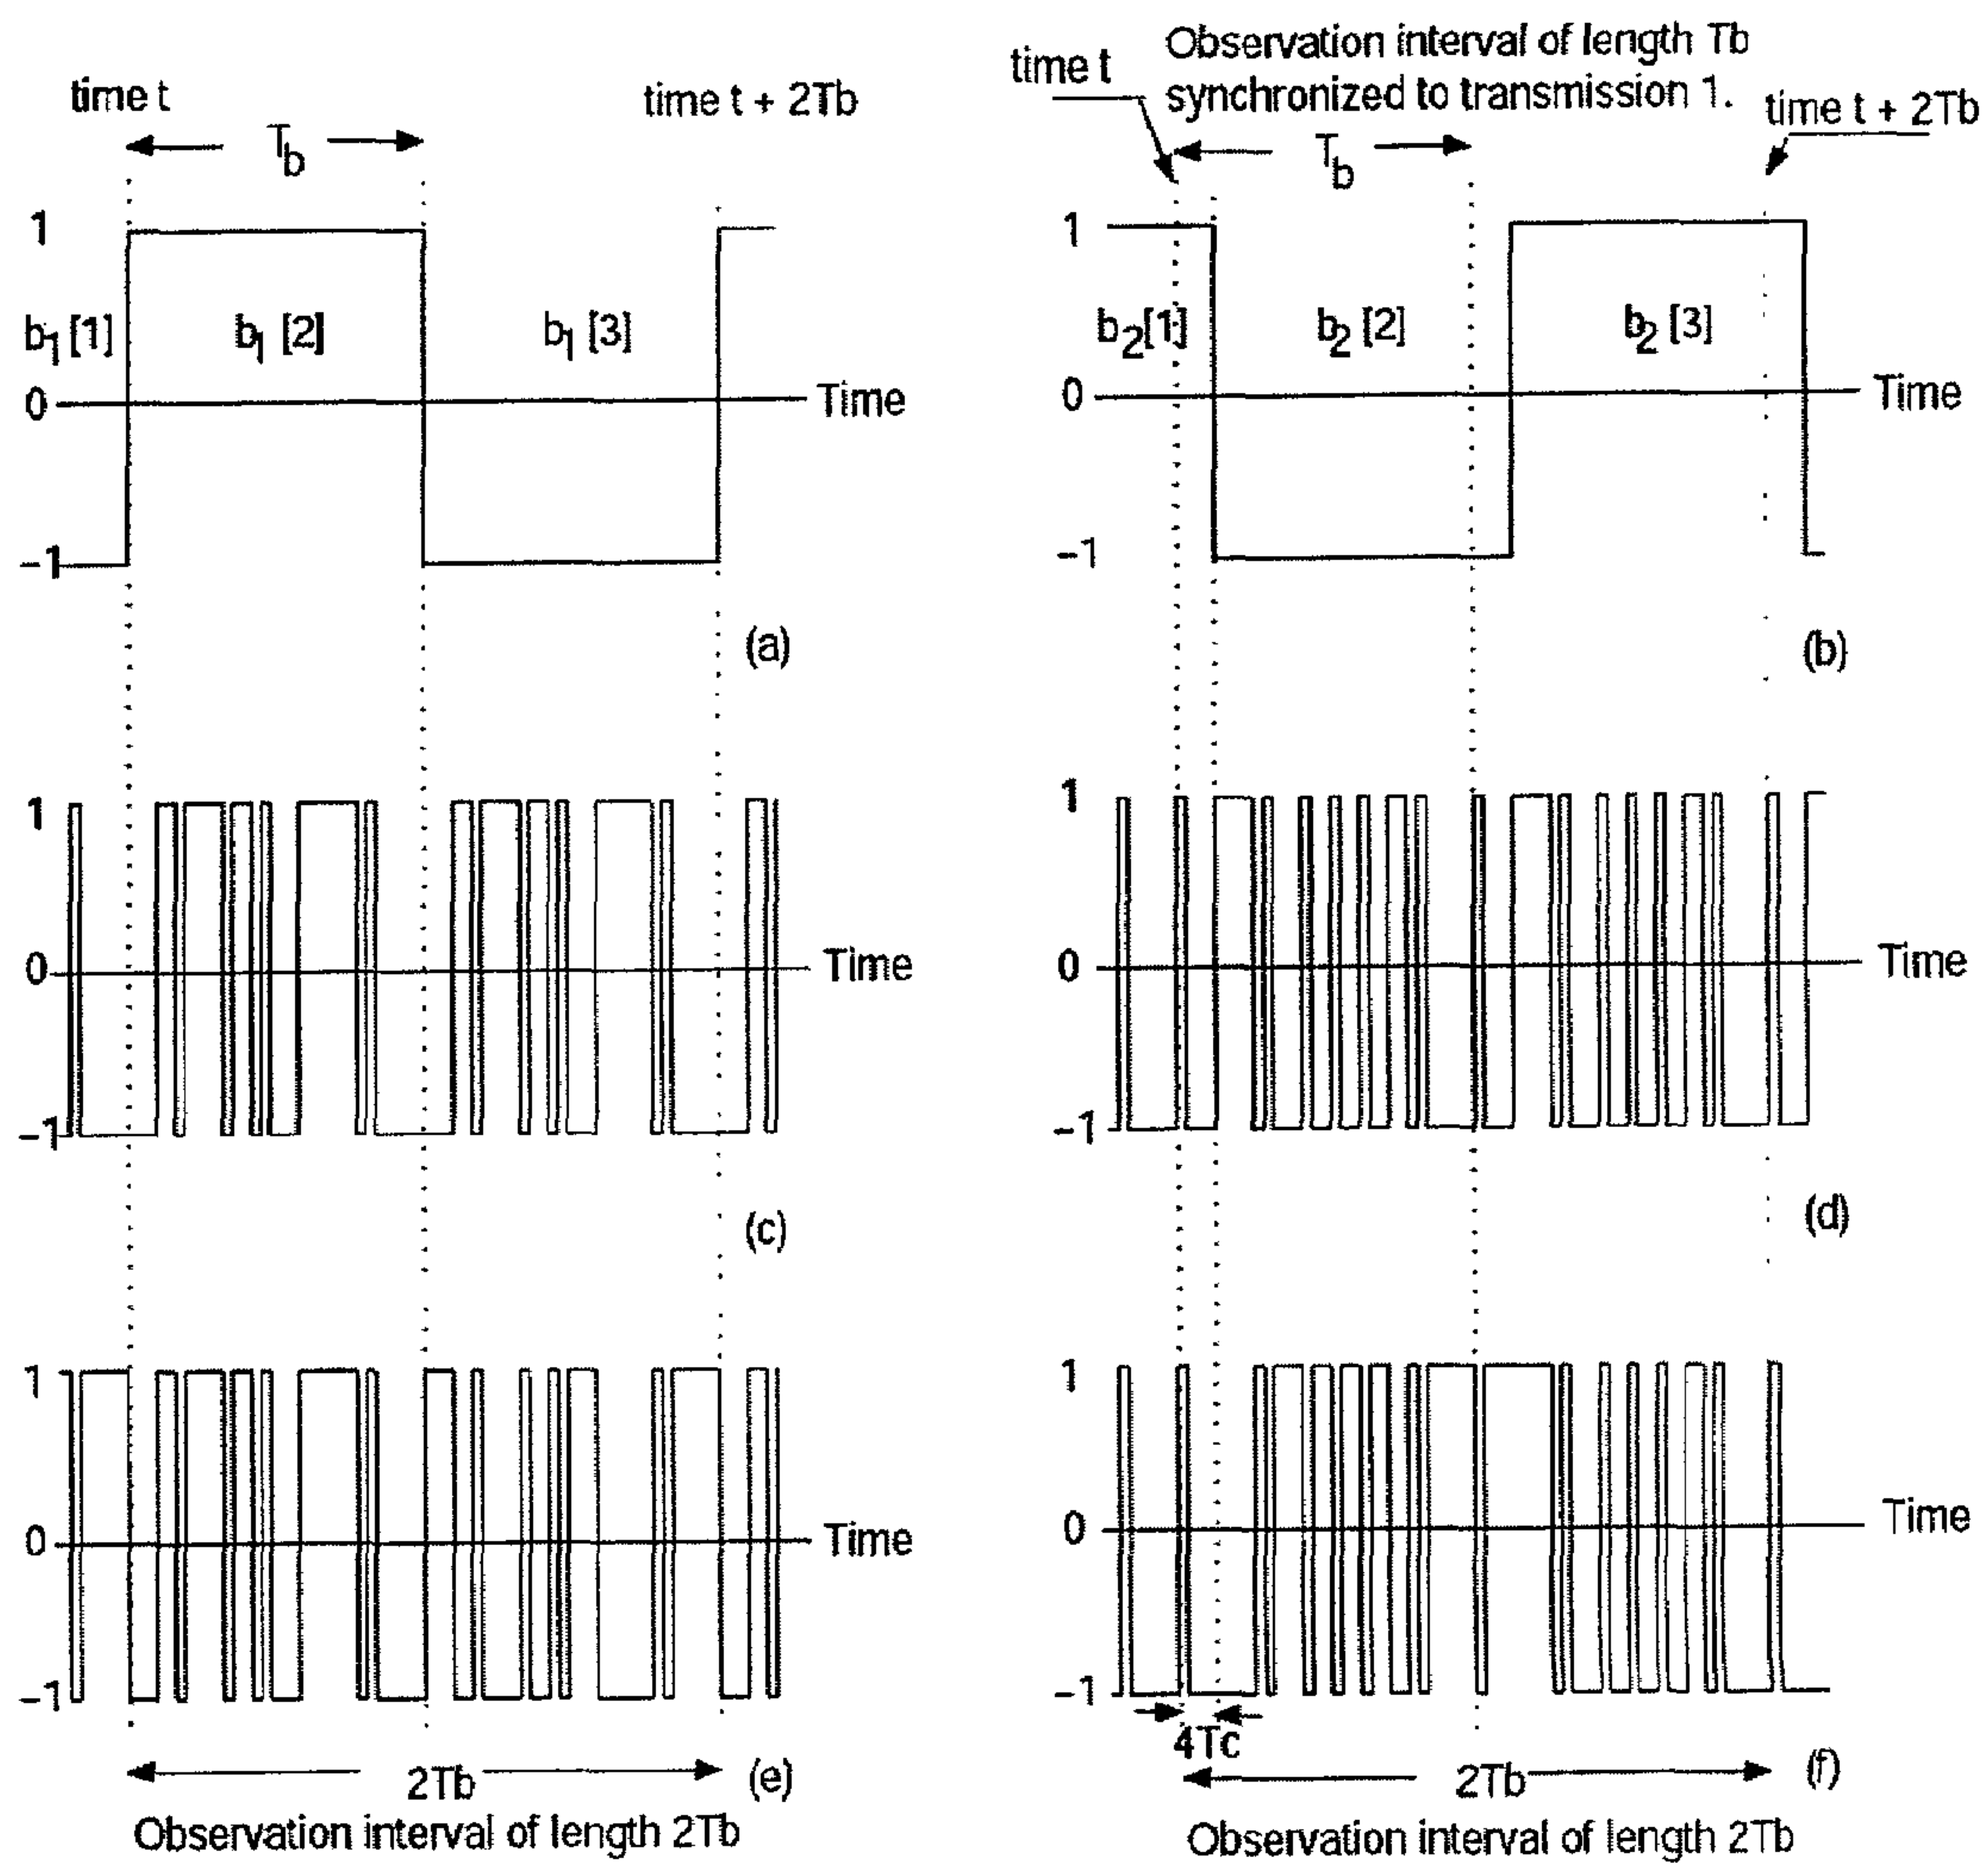 time t
time t + 2Tb
Tb
1
b1 [1]
b1 [2]
b1 [3]
0
Time
-1
(a)
Observation interval of length Tb
synchronized to transmission 1.
time t
time t + 2Tb
Tb
1
b2[1]
b2 [2]
b2 [3]
0
Time
-1
(b)
1
0
Time
-1
(c)
1
0
Time
-1
(d)
1
0
Time
-1
2Tb
(e)
Observation interval of length 2Tb
1
0
Time
-1
4Tc
2Tb
(f)
Observation interval of length 2Tb